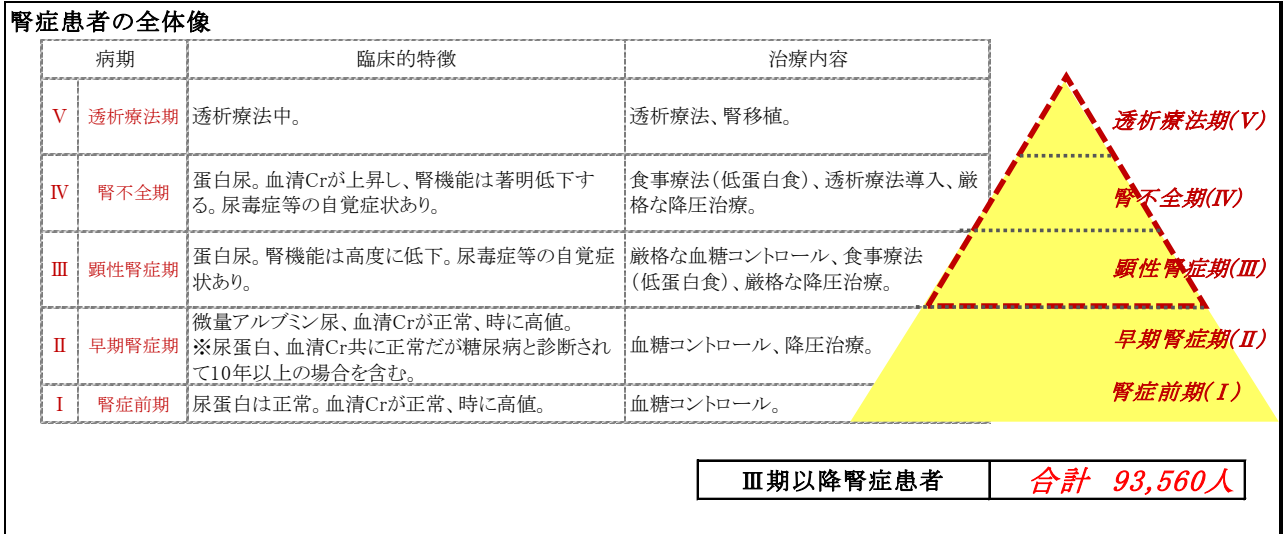 腎症患者の全体像
病期 臨床的特徴 治療内容
Ⅴ 透析療法期 透析療法中。 透析療法、腎移植。
Ⅳ 腎不全期 蛋白尿。血清Crが上昇し、腎機能は著明低下す
る。尿毒症等の自覚症状あり。
食事療法(低蛋白食)、透析療法導入、厳
格な降圧治療。
Ⅲ 顕性腎症期 蛋白尿。腎機能は高度に低下。尿毒症等の自覚症
状あり。
厳格な血糖コントロール、食事療法
(低蛋白食)、厳格な降圧治療。
Ⅱ 早期腎症期 微量アルブミン尿、血清Crが正常、時に高値。
※尿蛋白、血清Cr共に正常だが糖尿病と診断され
て10年以上の場合を含む。
血糖コントロール、降圧治療。
Ⅰ 腎症前期 尿蛋白は正常。血清Crが正常、時に高値。 血糖コントロール。
透析療法期(Ⅴ)
腎不全期(Ⅳ)
顕性腎症期(Ⅲ)
早期腎症期(Ⅱ)
腎症前期(Ⅰ)
Ⅲ期以降腎症患者 合計 93,560人